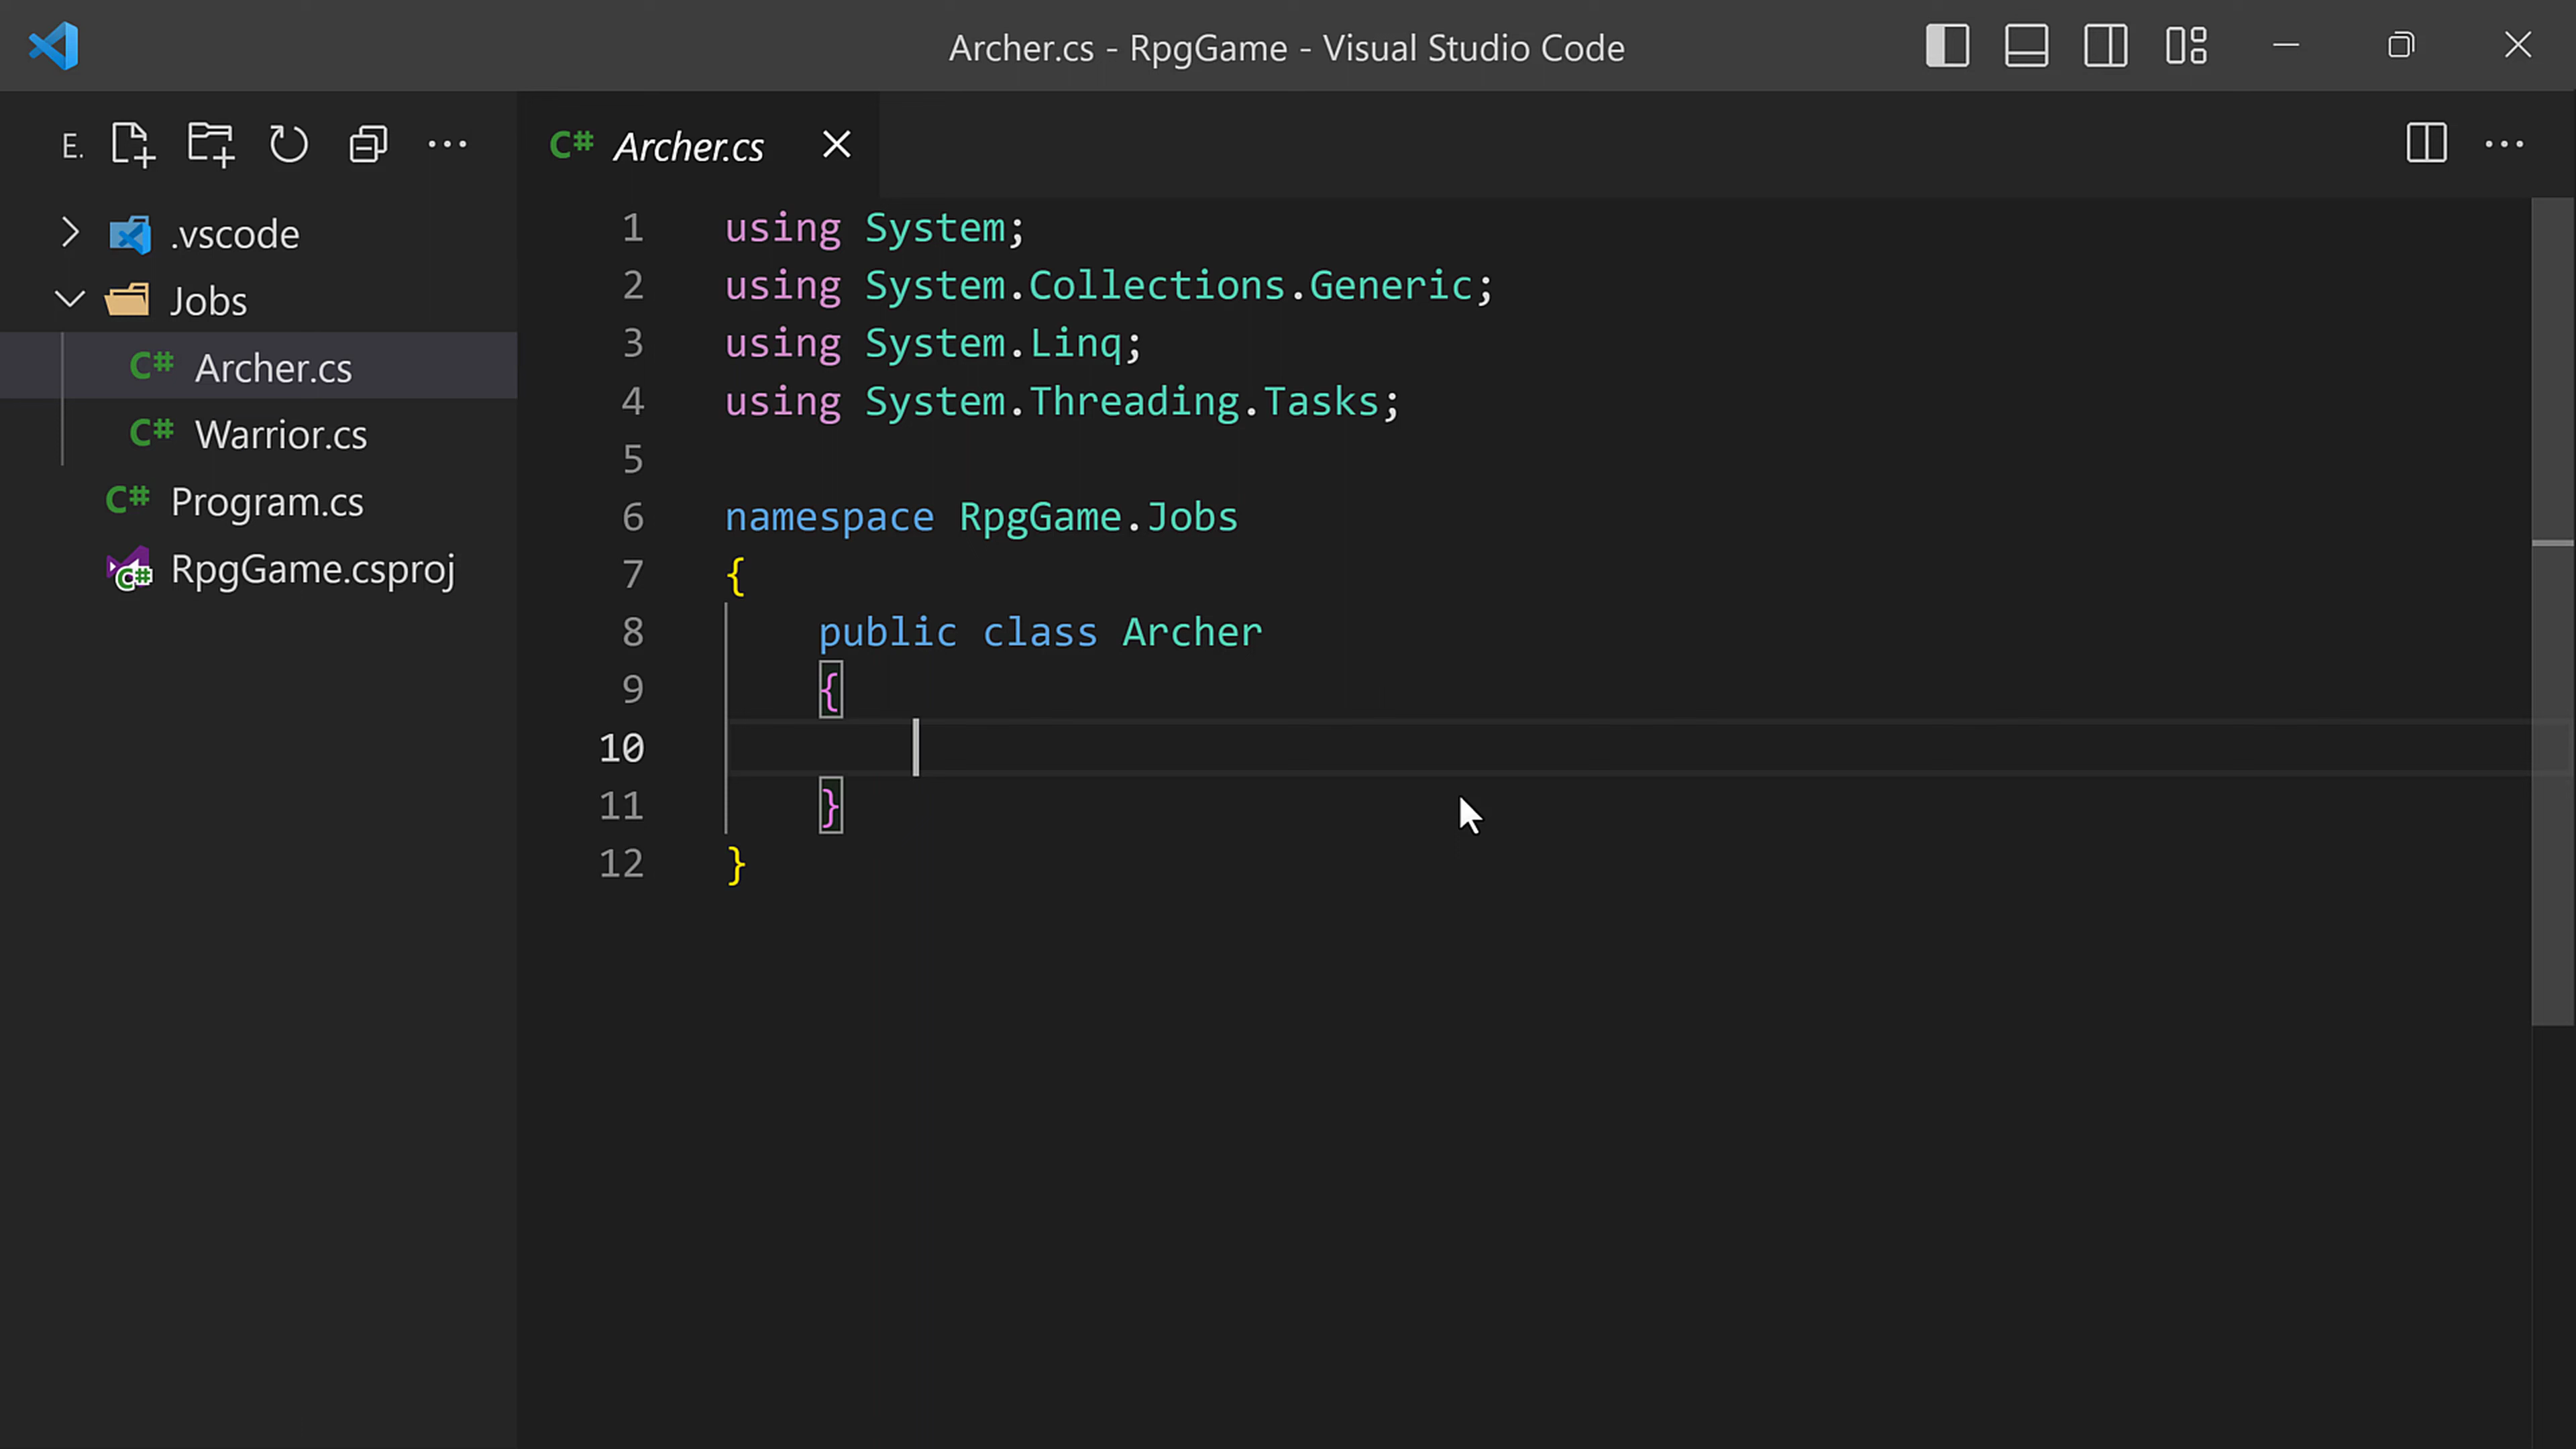 Archer.cs - RpgGame - Visual Studio Code
E.
.vscode
Jobs
C# Archer.cs
C# Warrior.cs
C# Program.cs
C# RpgGame.csproj
C# Archer.cs
1 using System;
2 using System.Collections.Generic;
3 using System.Linq;
4 using System.Threading.Tasks;
5
6 namespace RpgGame.Jobs
7 {
8 public class Archer
9 {
10
11 }
12 }